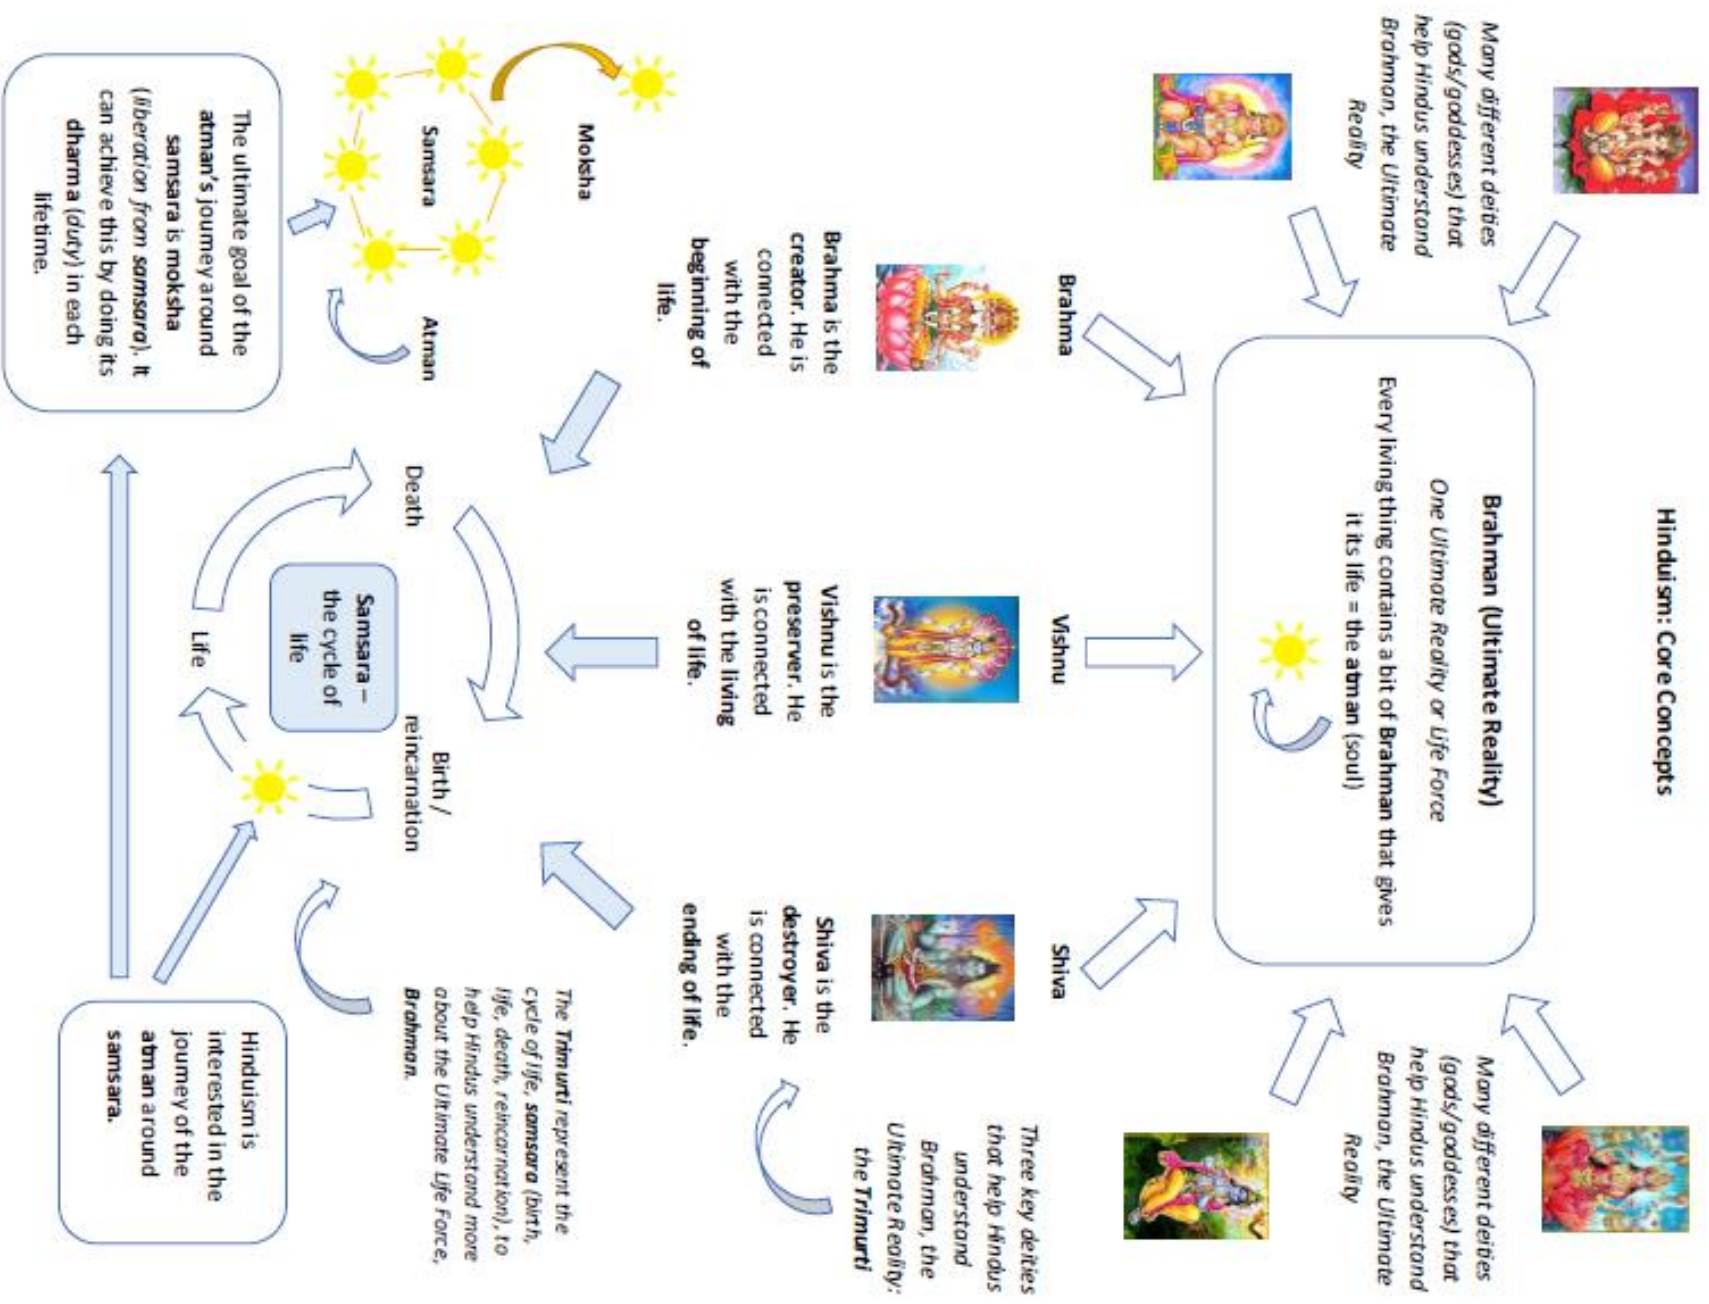 Hinduism: Core Concepts
Many different deities
(gods/goddesses) that
help Hindus understand
Brahman, the Ultimate
Reality
Brahman (Ultimate Reality)
One Ultimate Reality or Life Force
Every living thing contains a bit of Brahman that gives
it its life = the atman (soul)
Many different deities
(gods/goddesses) that
help Hindus understand
Brahman, the Ultimate
Reality
Brahma
Vishnu
Shiva
Three key deities
that help Hindus
understand
Brahman, the
Ultimate Reality:
the Trimurti
Brahma is the
creator. He is
connected
with the
beginning of
life.
Vishnu is the
preserver. He
is connected
with the living
of life.
Shiva is the
destroyer. He
is connected
with the
ending of life.
Moksha
Samsara
Atman
Death
Birth /
reincarnation
Samsara –
the cycle of
life
Life
The Trimurti represent the
cycle of life, samsara (birth,
life, death, reincarnation), to
help Hindus understand more
about the Ultimate Life Force,
Brahman.
The ultimate goal of the
atman's journey around
samsara is moksha
(liberation from samsara). It
can achieve this by doing its
dharma (duty) in each
lifetime.
Hinduism is
interested in the
journey of the
atman around
samsara.